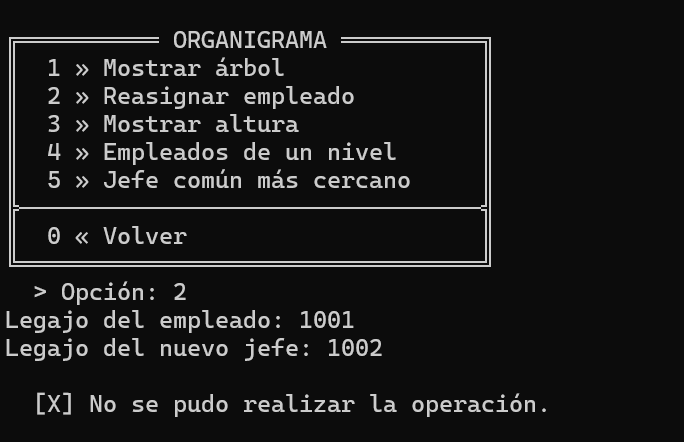 ORGANIGRAMA
1 » Mostrar árbol
2 » Reasignar empleado
3 » Mostrar altura
4 » Empleados de un nivel
5 » Jefe común más cercano
0 « Volver
> Opción: 2
Legajo del empleado: 1001
Legajo del nuevo jefe: 1002
[X] No se pudo realizar la operación.